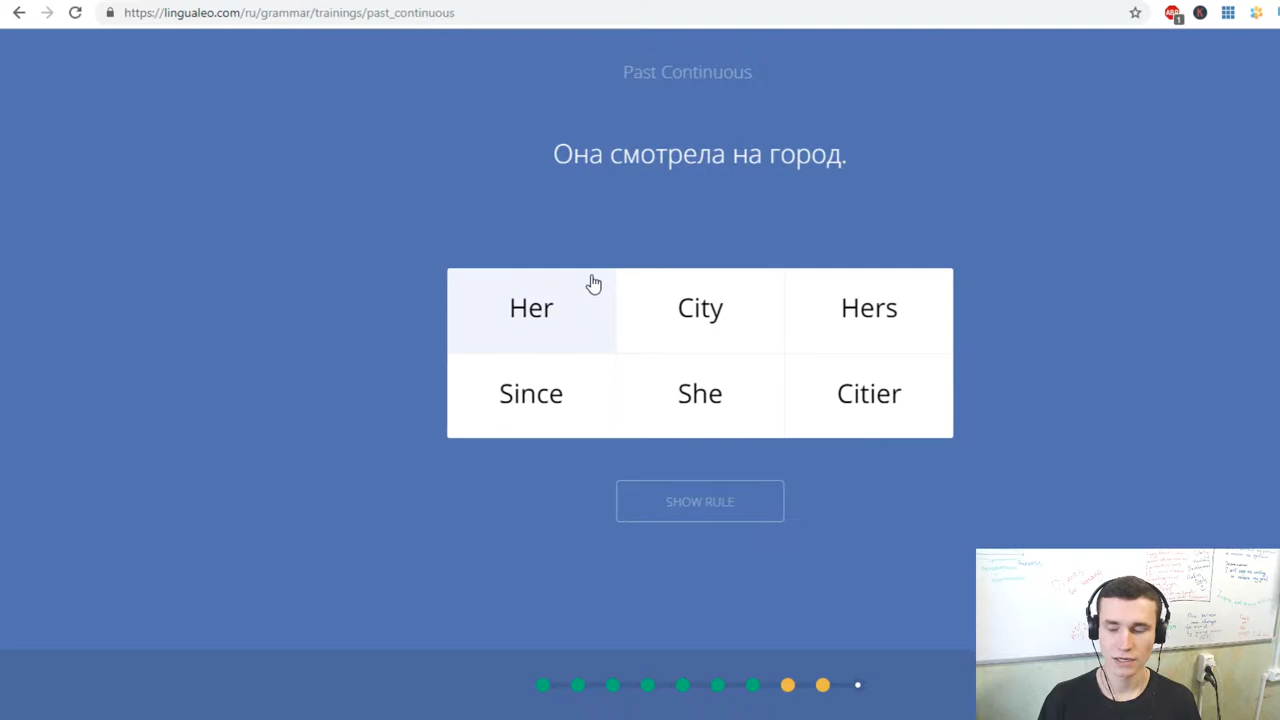 https://lingualeo.com/ru/grammar/trainings/past_continuous
Past Continuous
Она смотрела на город.
Her City Hers
Since She Citier
SHOW RULE